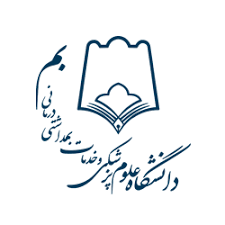 دانشگاه علوم پزشکی و خدمات بهداشتی درمانی بم